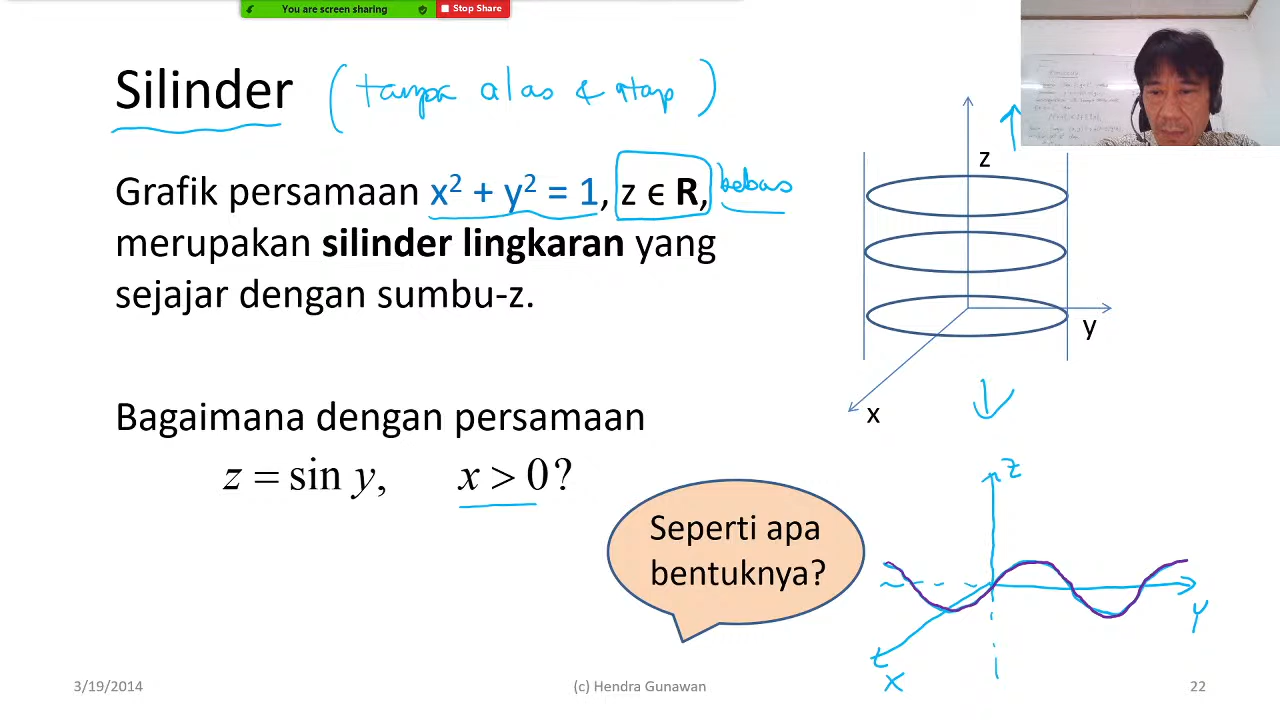 You are screen sharing
Stop Share
Silinder (tanpa alas & atap)
Grafik persamaan x² + y² = 1, z ∈ R, bebas
merupakan silinder lingkaran yang
sejajar dengan sumbu-z.
z
y
x
Bagaimana dengan persamaan
z = sin y, x > 0?
Seperti apa
bentuknya?
z
y
x
3/19/2014
(c) Hendra Gunawan
22